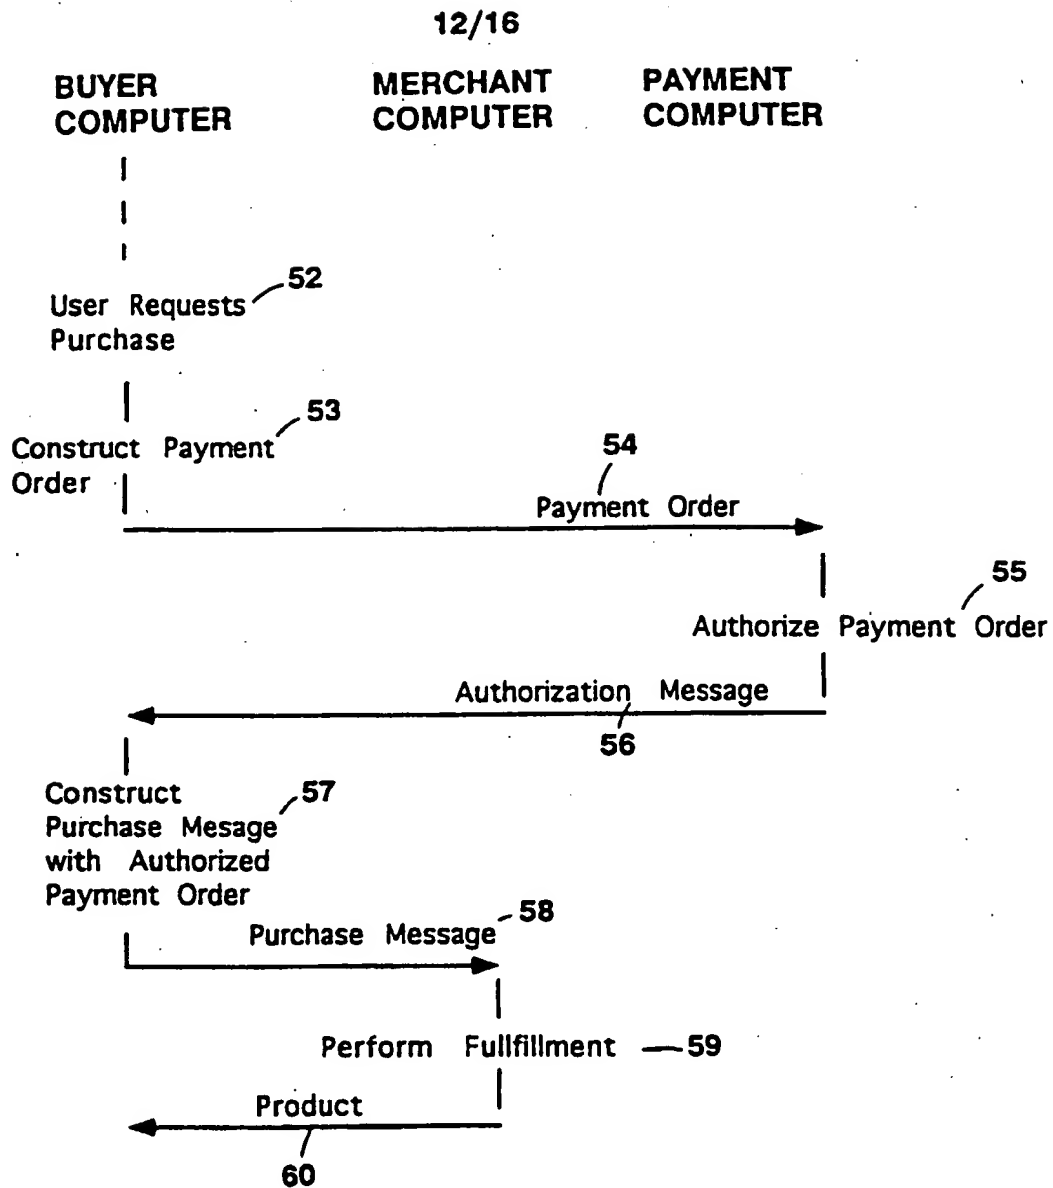 12/16
BUYER
COMPUTER
MERCHANT
COMPUTER
PAYMENT
COMPUTER
52
User Requests
Purchase
53
Construct Payment
Order
54
Payment Order
55
Authorize Payment Order
Authorization Message
56
Construct
57
Purchase Mesage
with Authorized
Payment Order
58
Purchase Message
Perform Fullfillment
59
Product
60